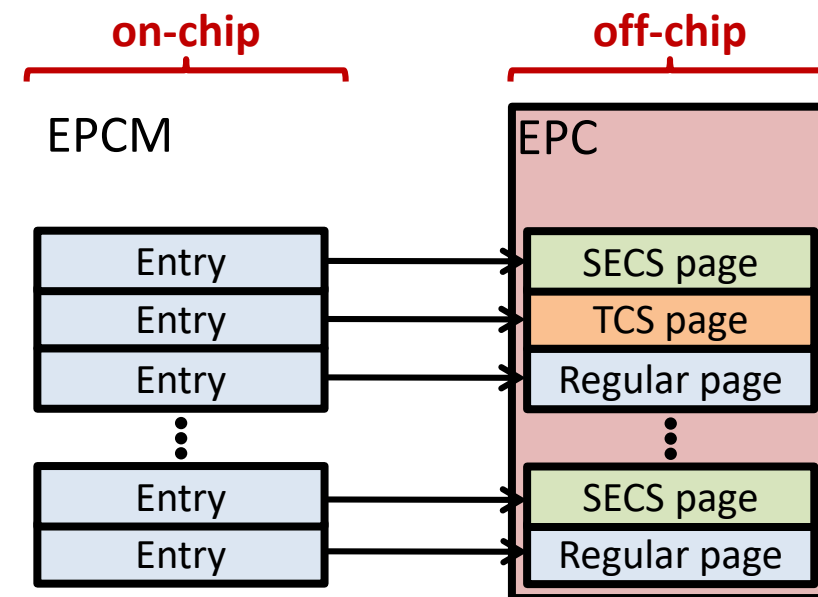 on-chip
off-chip
EPCM
EPC
Entry
SECS page
Entry
TCS page
Entry
Regular page
Entry
SECS page
Entry
Regular page